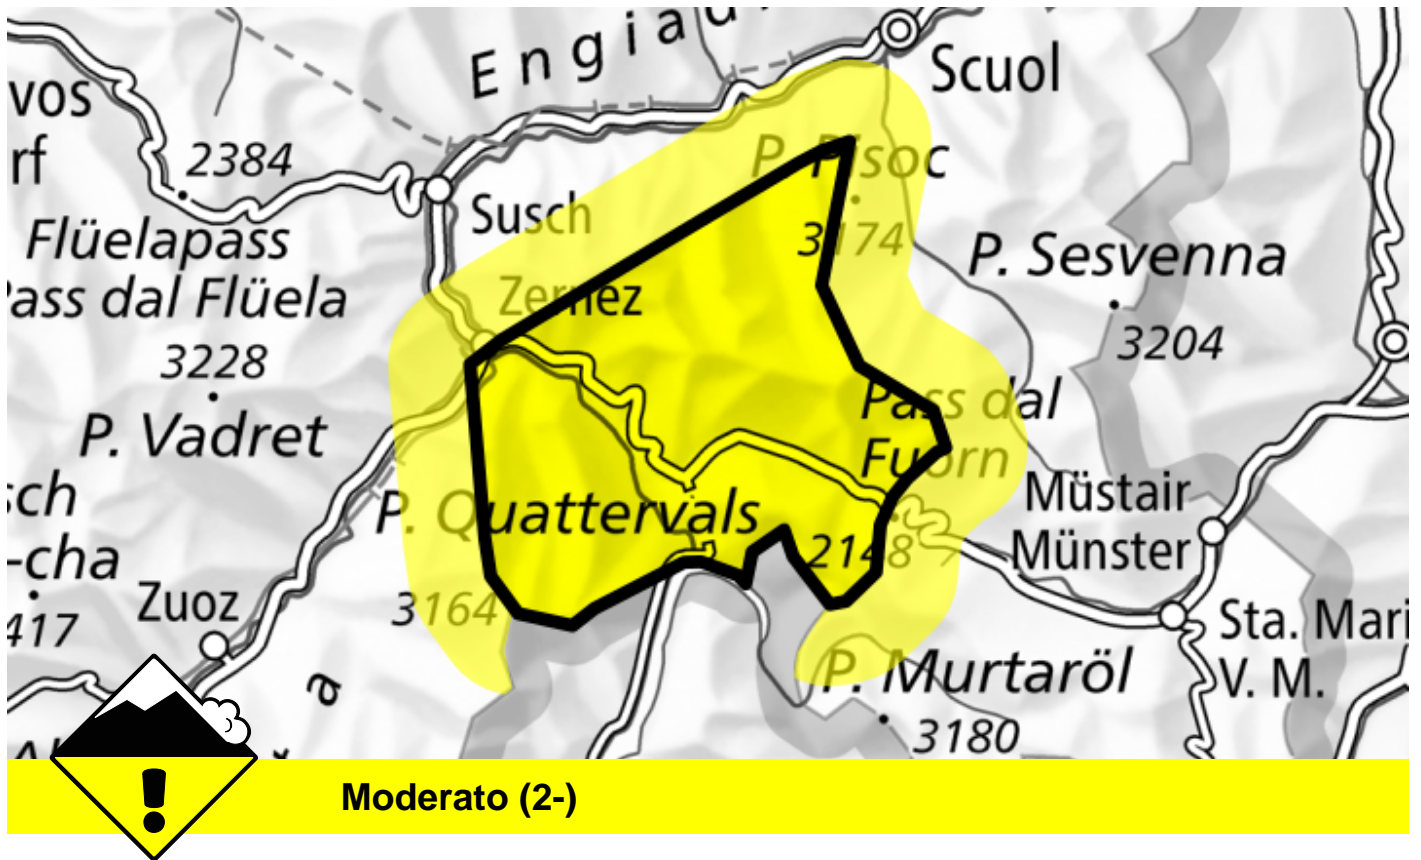 Engiad
Scuol
vos
rf
2384
P. Pisoc
3174
Susch
Flüelapass
Pass dal Flüela
Zernez
P. Sesvenna
3204
3228
P. Vadret
Pass dal
Fuorn
2148
sch
-cha
417
P. Quattervals
3164
Müstair
Münster
Zuoz
Sta. Mari
V. M.
P. Murtaröl
3180
a
Moderato (2-)